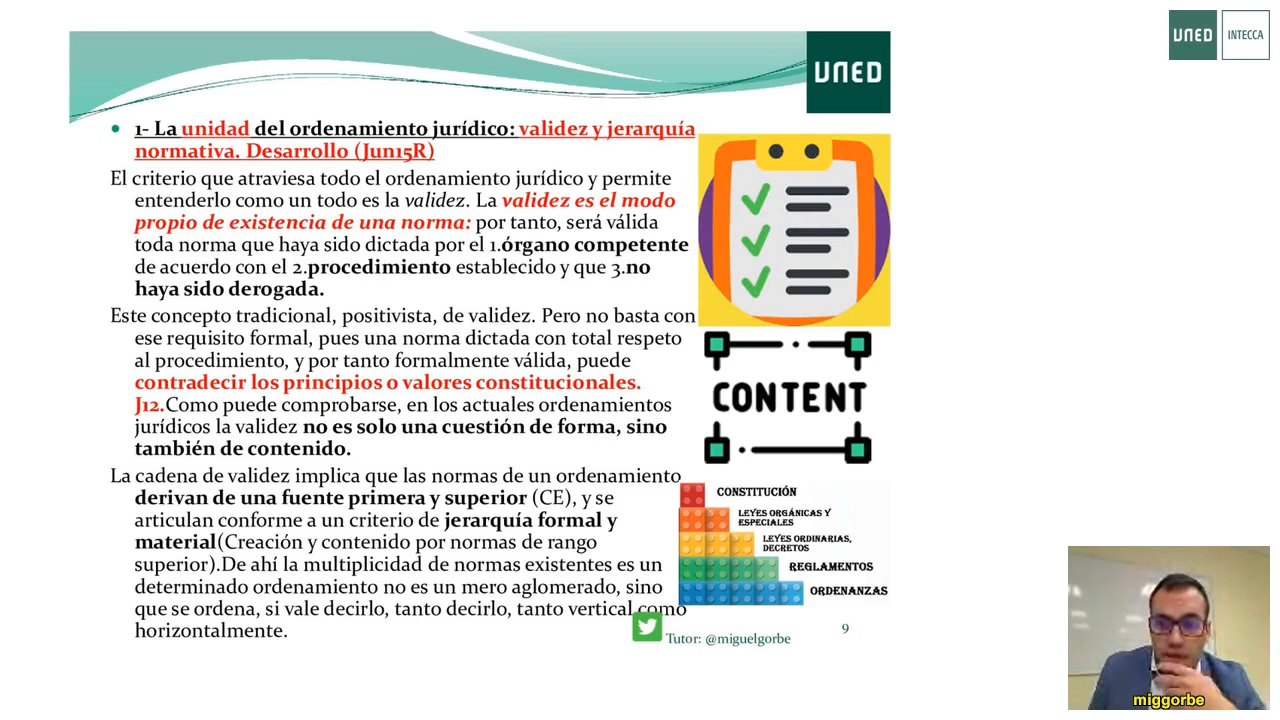 UNED
INTECCA
UNED
1- La unidad del ordenamiento jurídico: validez y jerarquía
normativa. Desarrollo (Jun15R)
El criterio que atraviesa todo el ordenamiento jurídico y permite
entenderlo como un todo es la validez. La validez es el modo
propio de existencia de una norma: por tanto, será válida
toda norma que haya sido dictada por el 1.órgano competente
de acuerdo con el 2.procedimiento establecido y que 3.no
haya sido derogada.
Este concepto tradicional, positivista, de validez. Pero no basta con
ese requisito formal, pues una norma dictada con total respeto
al procedimiento, y por tanto formalmente válida, puede
contradecir los principios o valores constitucionales.
J12.Como puede comprobarse, en los actuales ordenamientos
jurídicos la validez no es solo una cuestión de forma, sino
también de contenido.
La cadena de validez implica que las normas de un ordenamiento
derivan de una fuente primera y superior (CE), y se
articulan conforme a un criterio de jerarquía formal y
material(Creación y contenido por normas de rango
superior).De ahí la multiplicidad de normas existentes es un
determinado ordenamiento no es un mero aglomerado, sino
que se ordena, si vale decirlo, tanto decirlo, tanto vertical como
horizontalmente.
CONTENT
CONSTITUCIÓN
LEYES ORGÁNICAS Y
ESPECIALES
LEYES ORDINARIAS,
DECRETOS
REGLAMENTOS
ORDENANZAS
Tutor: @miguelgorbe
9
miggorbe